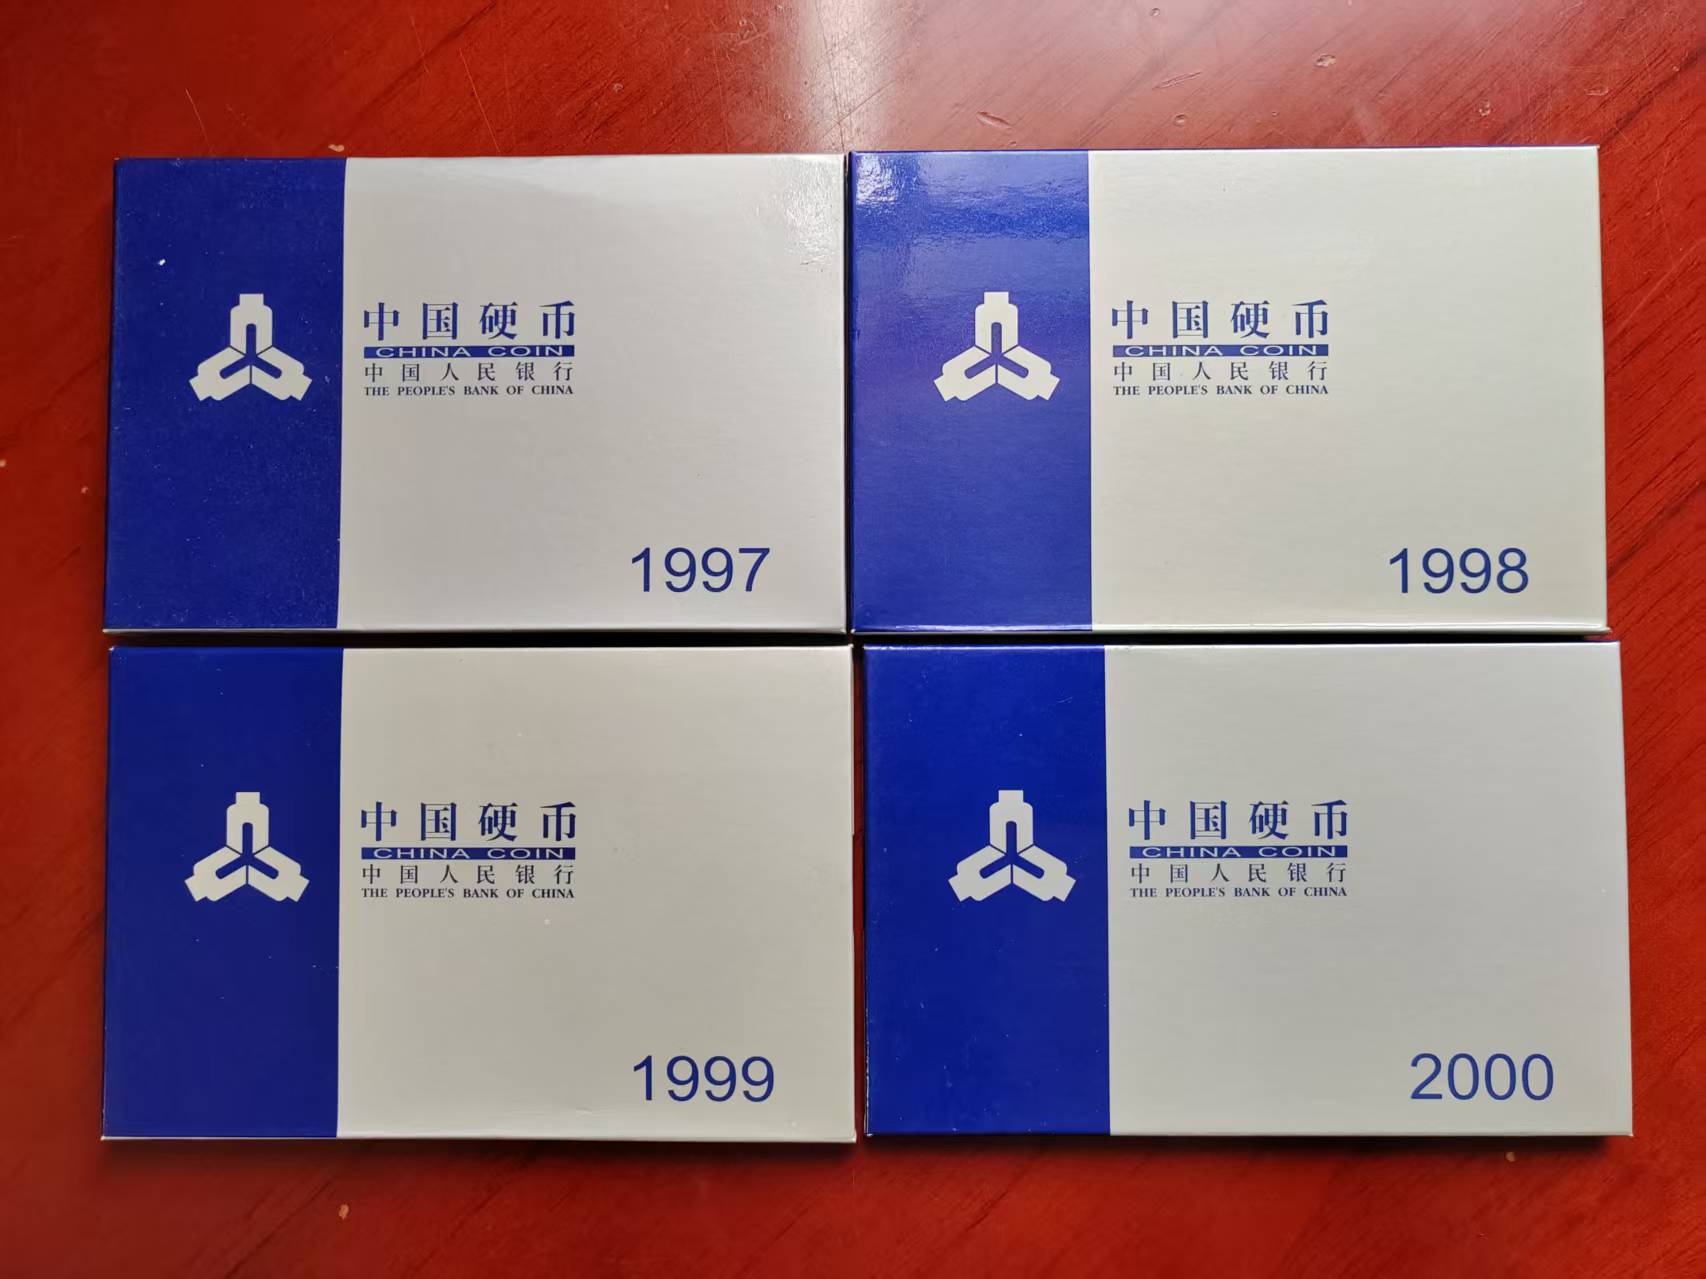 中国硬币
CHINA COIN
中国人民银行
THE PEOPLE'S BANK OF CHINA
1997
中国硬币
CHINA COIN
中国人民银行
THE PEOPLE'S BANK OF CHINA
1998
中国硬币
CHINA COIN
中国人民银行
THE PEOPLE'S BANK OF CHINA
1999
中国硬币
CHINA COIN
中国人民银行
THE PEOPLE'S BANK OF CHINA
2000